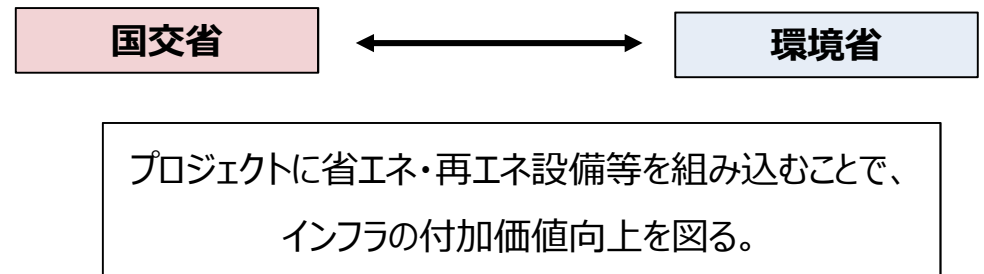 国交省
環境省
プロジェクトに省エネ・再エネ設備等を組み込むことで、
インフラの付加価値向上を図る。